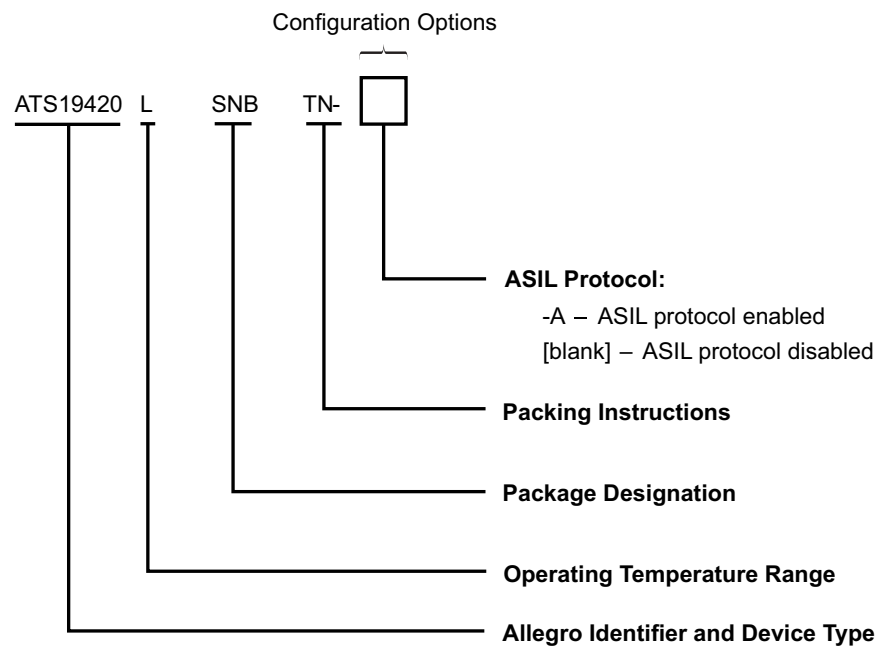 Configuration Options
ATS19420 L SNB TN-
ASIL Protocol:
-A – ASIL protocol enabled
[blank] – ASIL protocol disabled
Packing Instructions
Package Designation
Operating Temperature Range
Allegro Identifier and Device Type